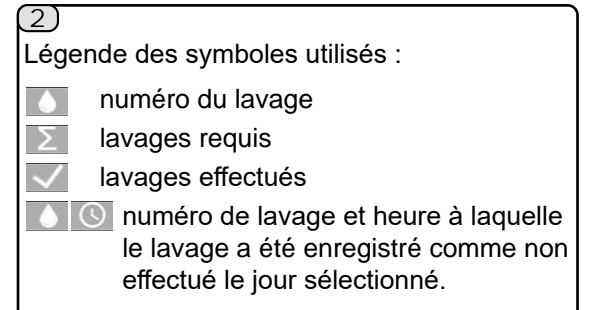 2
Légende des symboles utilisés :
numéro du lavage
Σ lavages requis
lavages effectués
numéro de lavage et heure à laquelle
le lavage a été enregistré comme non
effectué le jour sélectionné.